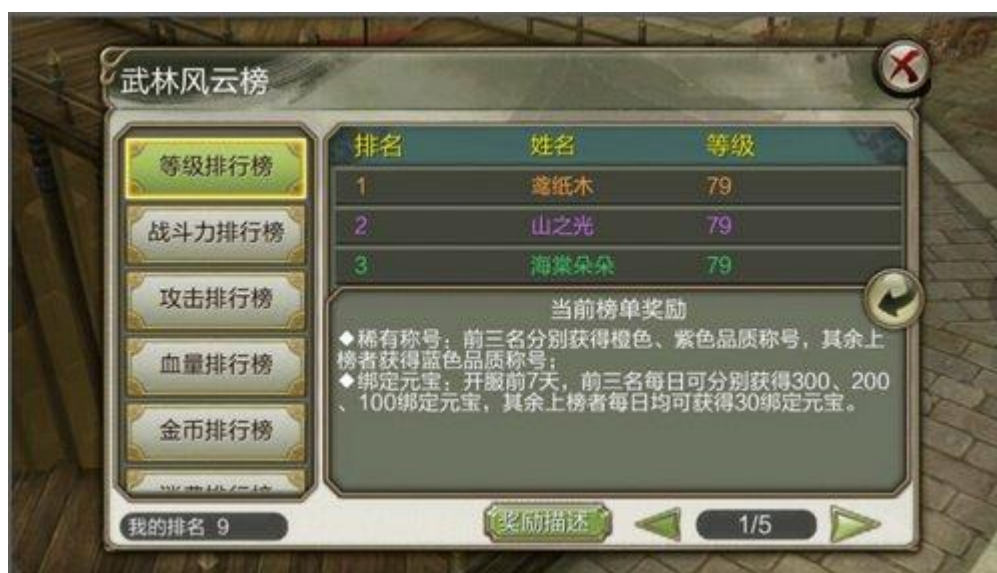 武林风云榜
等级排行榜
战斗力排行榜
攻击排行榜
血量排行榜
金币排行榜
排名 姓名 等级
1 鸢纸木 79
2 山之光 79
3 海棠朵朵 79
当前榜单奖励
◆稀有称号：前三名分别获得橙色、紫色品质称号，其余上
榜者获得蓝色品质称号；
◆绑定元宝：开服前7天，前三名每日可分别获得300、200
、100绑定元宝，其余上榜者每日均可获得30绑定元宝。
我的排名 9
奖励描述
1/5